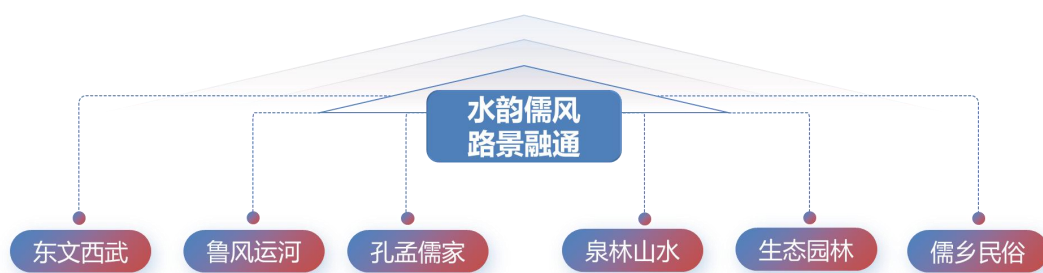 水韵儒风
路景融通
东文西武
鲁风运河
孔孟儒家
泉林山水
生态园林
儒乡民俗